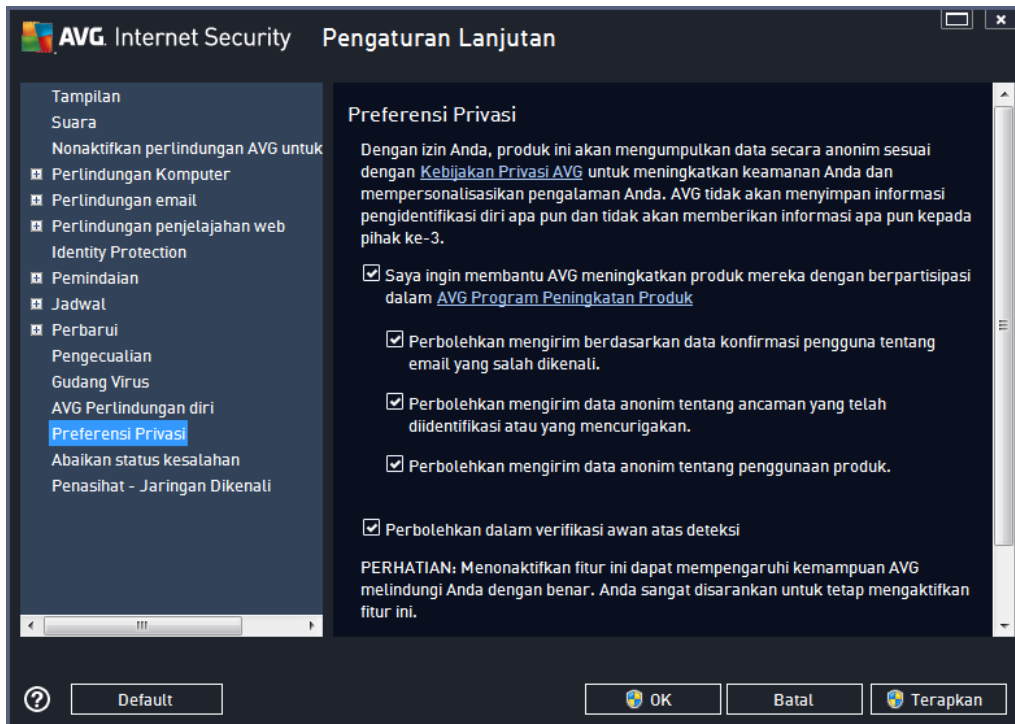 AVG. Internet Security Pengaturan Lanjutan
Tampilan
Suara
Nonaktifkan perlindungan AVG untuk
Perlindungan Komputer
Perlindungan email
Perlindungan penjelajahan web
Identity Protection
Pemindaian
Jadwal
Perbarui
Pengecualian
Gudang Virus
AVG Perlindungan diri
Preferensi Privasi
Abaikan status kesalahan
Penasihat - Jaringan Dikenali
Preferensi Privasi
Dengan izin Anda, produk ini akan mengumpulkan data secara anonim sesuai
dengan Kebijakan Privasi AVG untuk meningkatkan keamanan Anda dan
mempersonalisasikan pengalaman Anda. AVG tidak akan menyimpan informasi
pengidentifikasi diri apa pun dan tidak akan memberikan informasi apa pun kepada
pihak ke-3.
Saya ingin membantu AVG meningkatkan produk mereka dengan berpartisipasi
dalam AVG Program Peningkatan Produk
Perbolehkan mengirim berdasarkan data konfirmasi pengguna tentang
email yang salah dikenali.
Perbolehkan mengirim data anonim tentang ancaman yang telah
diidentifikasi atau yang mencurigakan.
Perbolehkan mengirim data anonim tentang penggunaan produk.
Perbolehkan dalam verifikasi awan atas deteksi
PERHATIAN: Menonaktifkan fitur ini dapat mempengaruhi kemampuan AVG
melindungi Anda dengan benar. Anda sangat disarankan untuk tetap mengaktifkan
fitur ini.
? Default OK Batal Terapkan